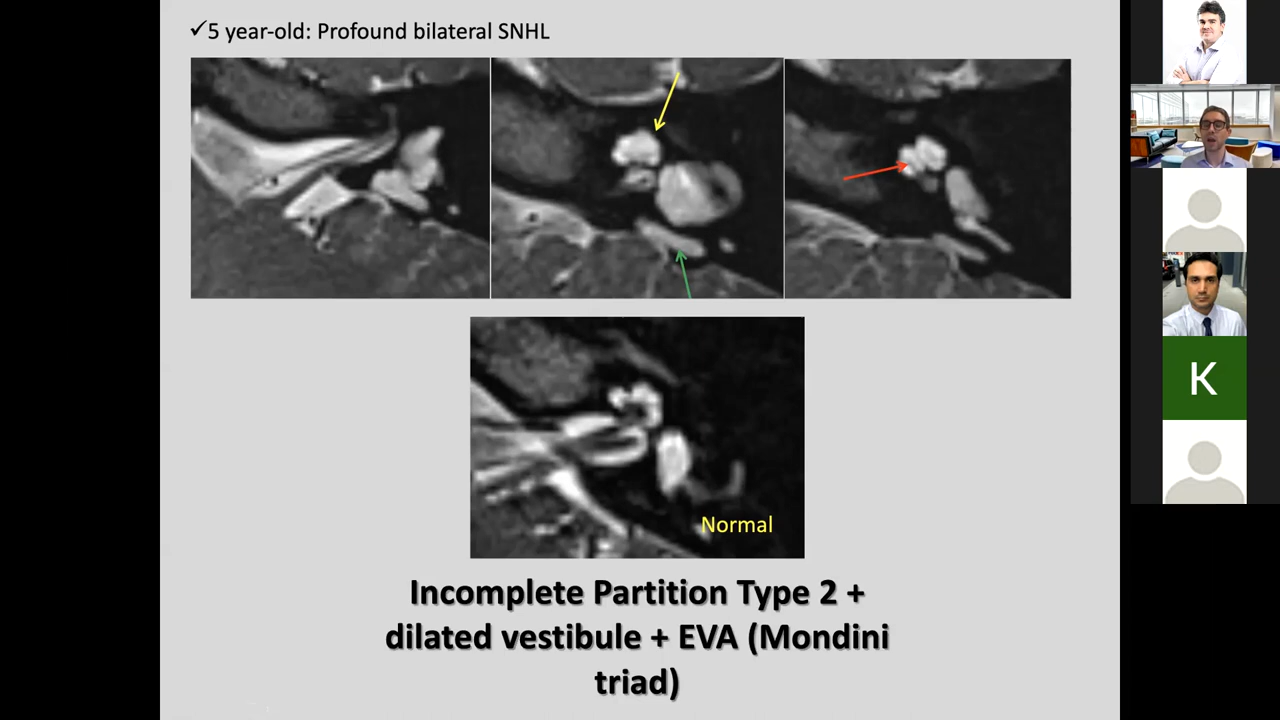 ✓5 year-old: Profound bilateral SNHL
Normal
Incomplete Partition Type 2 +
dilated vestibule + EVA (Mondini
triad)
K